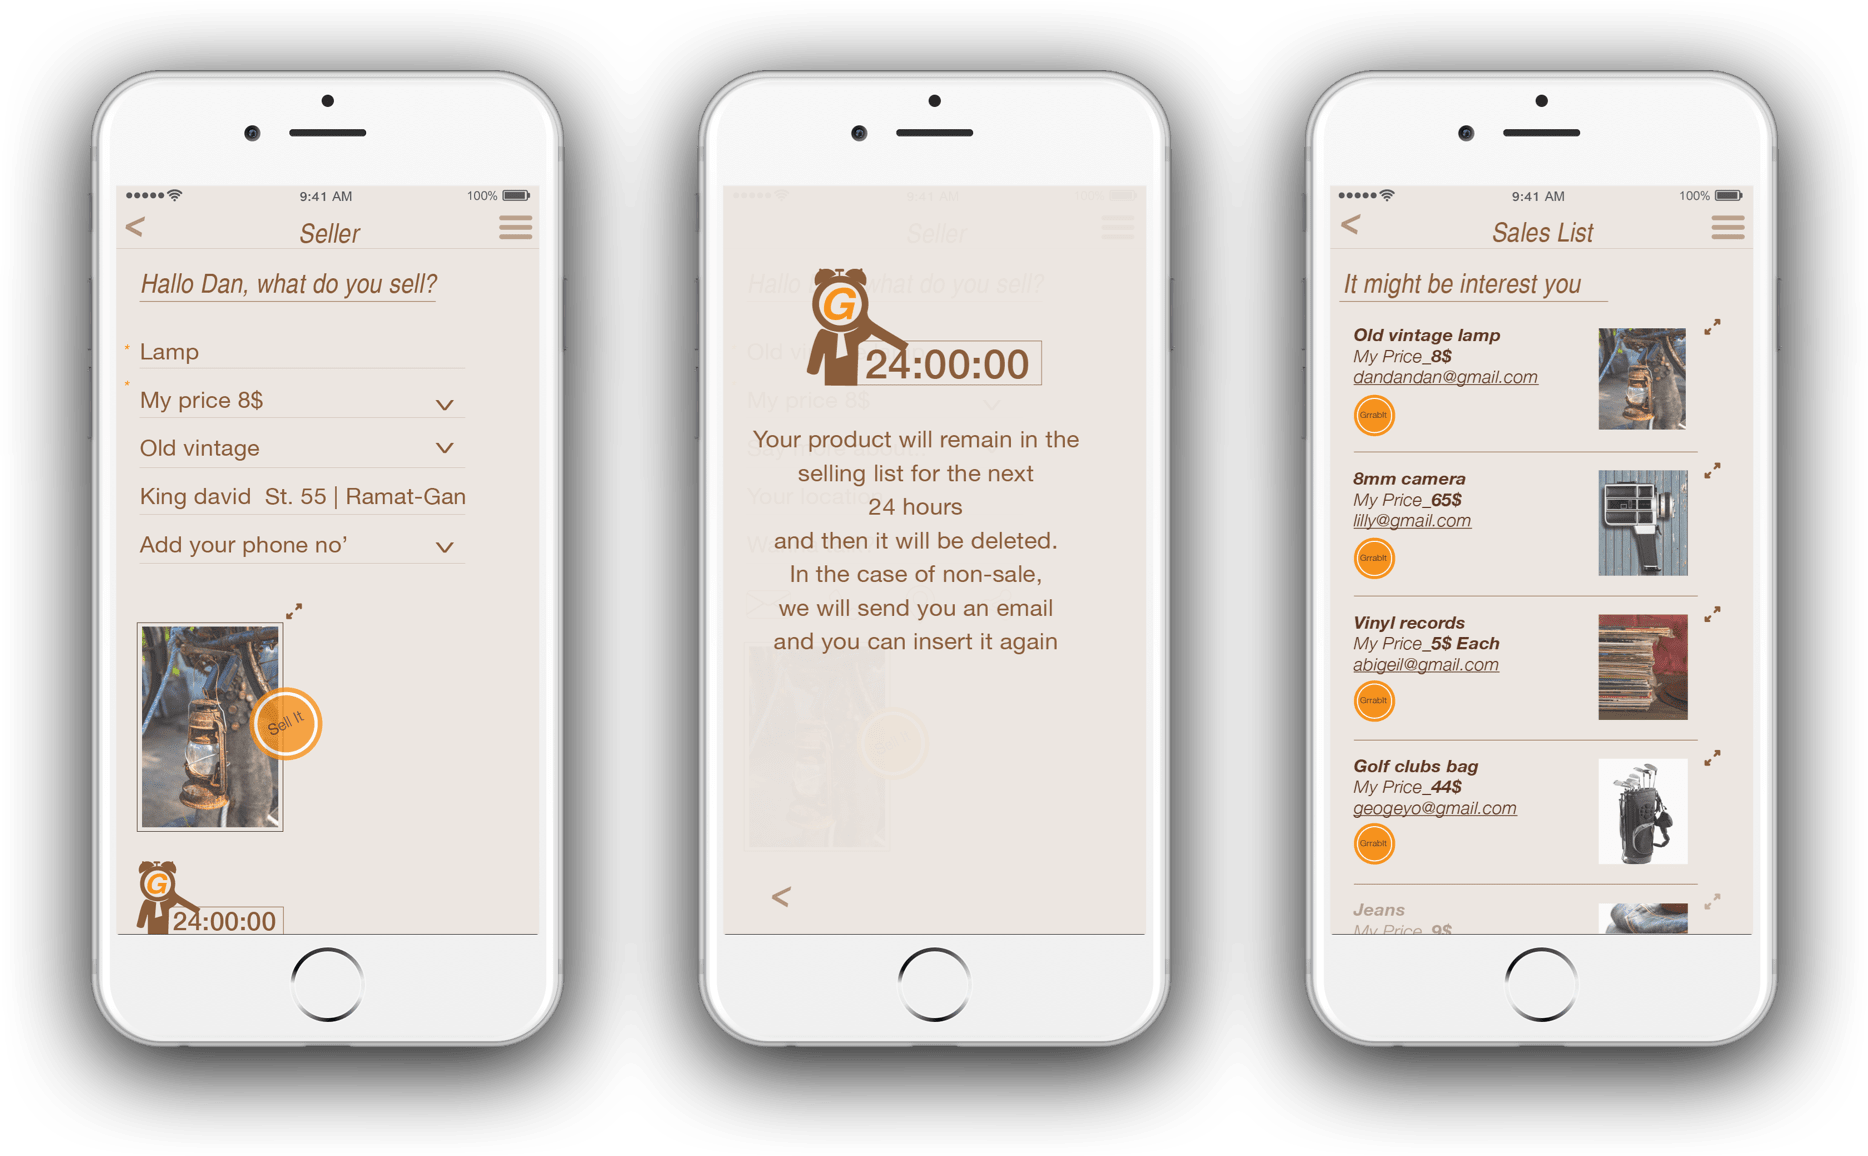 9:41 AM
100%
<
Seller
Hallo Dan, what do you sell?
* Lamp
*
My price 8$
Old vintage
King david St. 55 | Ramat-Gan
Add your phone no’
Sell It
G
24:00:00
9:41 AM
100%
Seller
Hallo Dan, what do you sell?
G
24:00:00
My price 8$
Your product will remain in the
selling list for the next
Your location
24 hours
and then it will be deleted.
In the case of non-sale,
we will send you an email
and you can insert it again
<
9:41 AM
100%
<
Sales List
It might be interest you
Old vintage lamp
My Price_8$
dandandan@gmail.com
GrrabIt
8mm camera
My Price_65$
lilly@gmail.com
GrrabIt
Vinyl records
My Price_5$ Each
abigeil@gmail.com
GrrabIt
Golf clubs bag
My Price_44$
geogeyo@gmail.com
GrrabIt
Jeans
My Price_9$